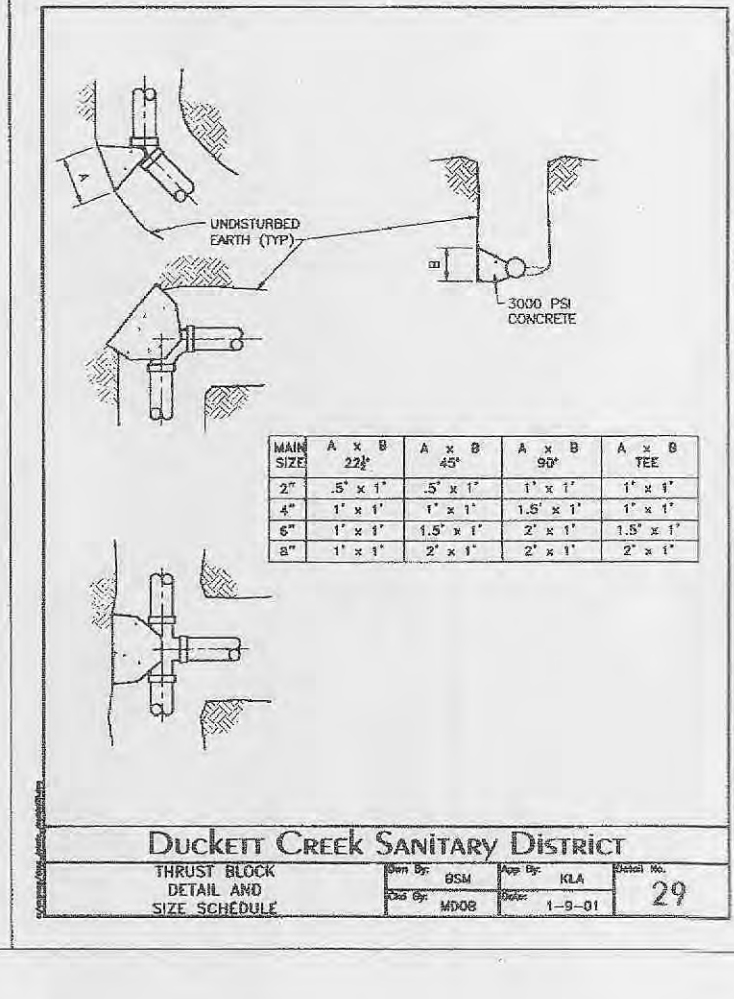 A
UNDISTURBED
EARTH (TYP)
B
3000 PSI
CONCRETE
MAIN SIZE A x B 22½° A x B 45° A x B 90° A x B TEE
2" .5' x 1' .5' x 1' 1' x 1' 1' x 1'
4" 1' x 1' 1' x 1' 1.5' x 1' 1' x 1'
6" 1' x 1' 1.5' x 1' 2' x 1' 1.5' x 1'
8" 1' x 1' 2' x 1' 2' x 1' 2' x 1'
Duckett Creek Sanitary District
THRUST BLOCK
DETAIL AND
SIZE SCHEDULE
Dwn By: BSM
App By: KLA
Detail No. 29
Ckd By: MDOB
Date: 1-9-01